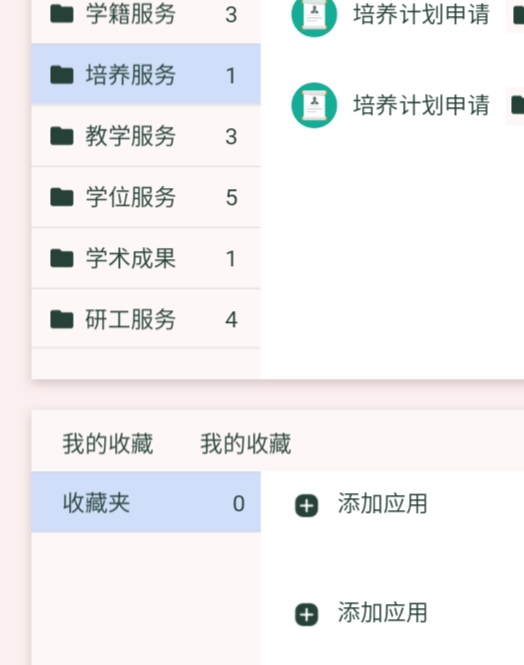 学籍服务 3 培养计划申请
培养服务 1
培养计划申请
教学服务 3
学位服务 5
学术成果 1
研工服务 4
我的收藏 我的收藏
收藏夹 0 添加应用
添加应用